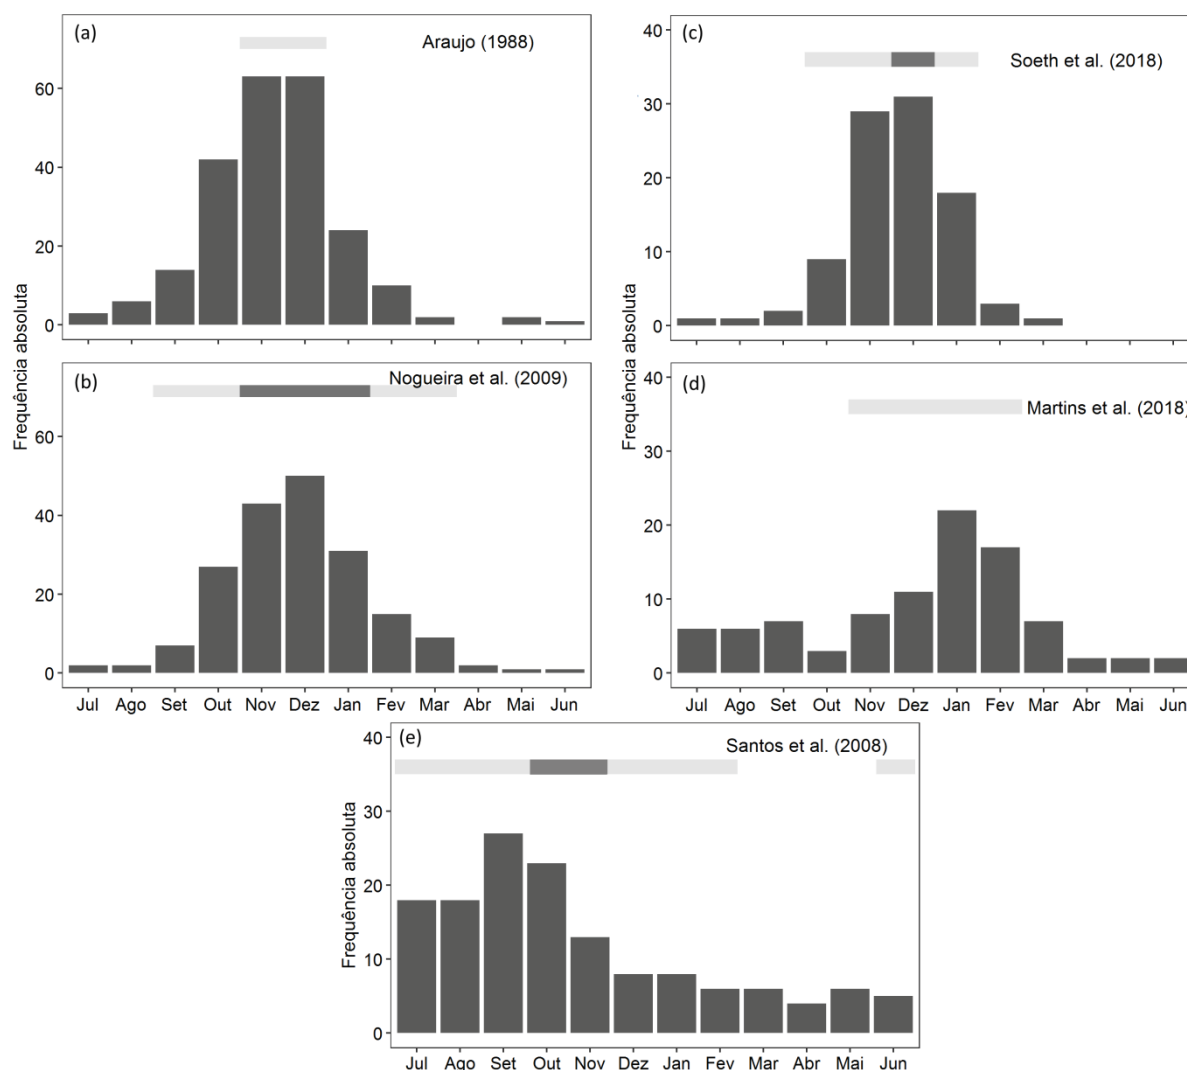 (a)
Araujo (1988)
60
40
20
0
(b)
Nogueira et al. (2009)
60
40
20
0
Jul Ago Set Out Nov Dez Jan Fev Mar Abr Mai Jun
Frequência absoluta
(c)
Soeth et al. (2018)
40
30
20
10
0
(d)
Martins et al. (2018)
40
30
20
10
0
Jul Ago Set Out Nov Dez Jan Fev Mar Abr Mai Jun
Frequência absoluta
(e)
Santos et al. (2008)
40
30
20
10
0
Jul Ago Set Out Nov Dez Jan Fev Mar Abr Mai Jun
Frequência absoluta